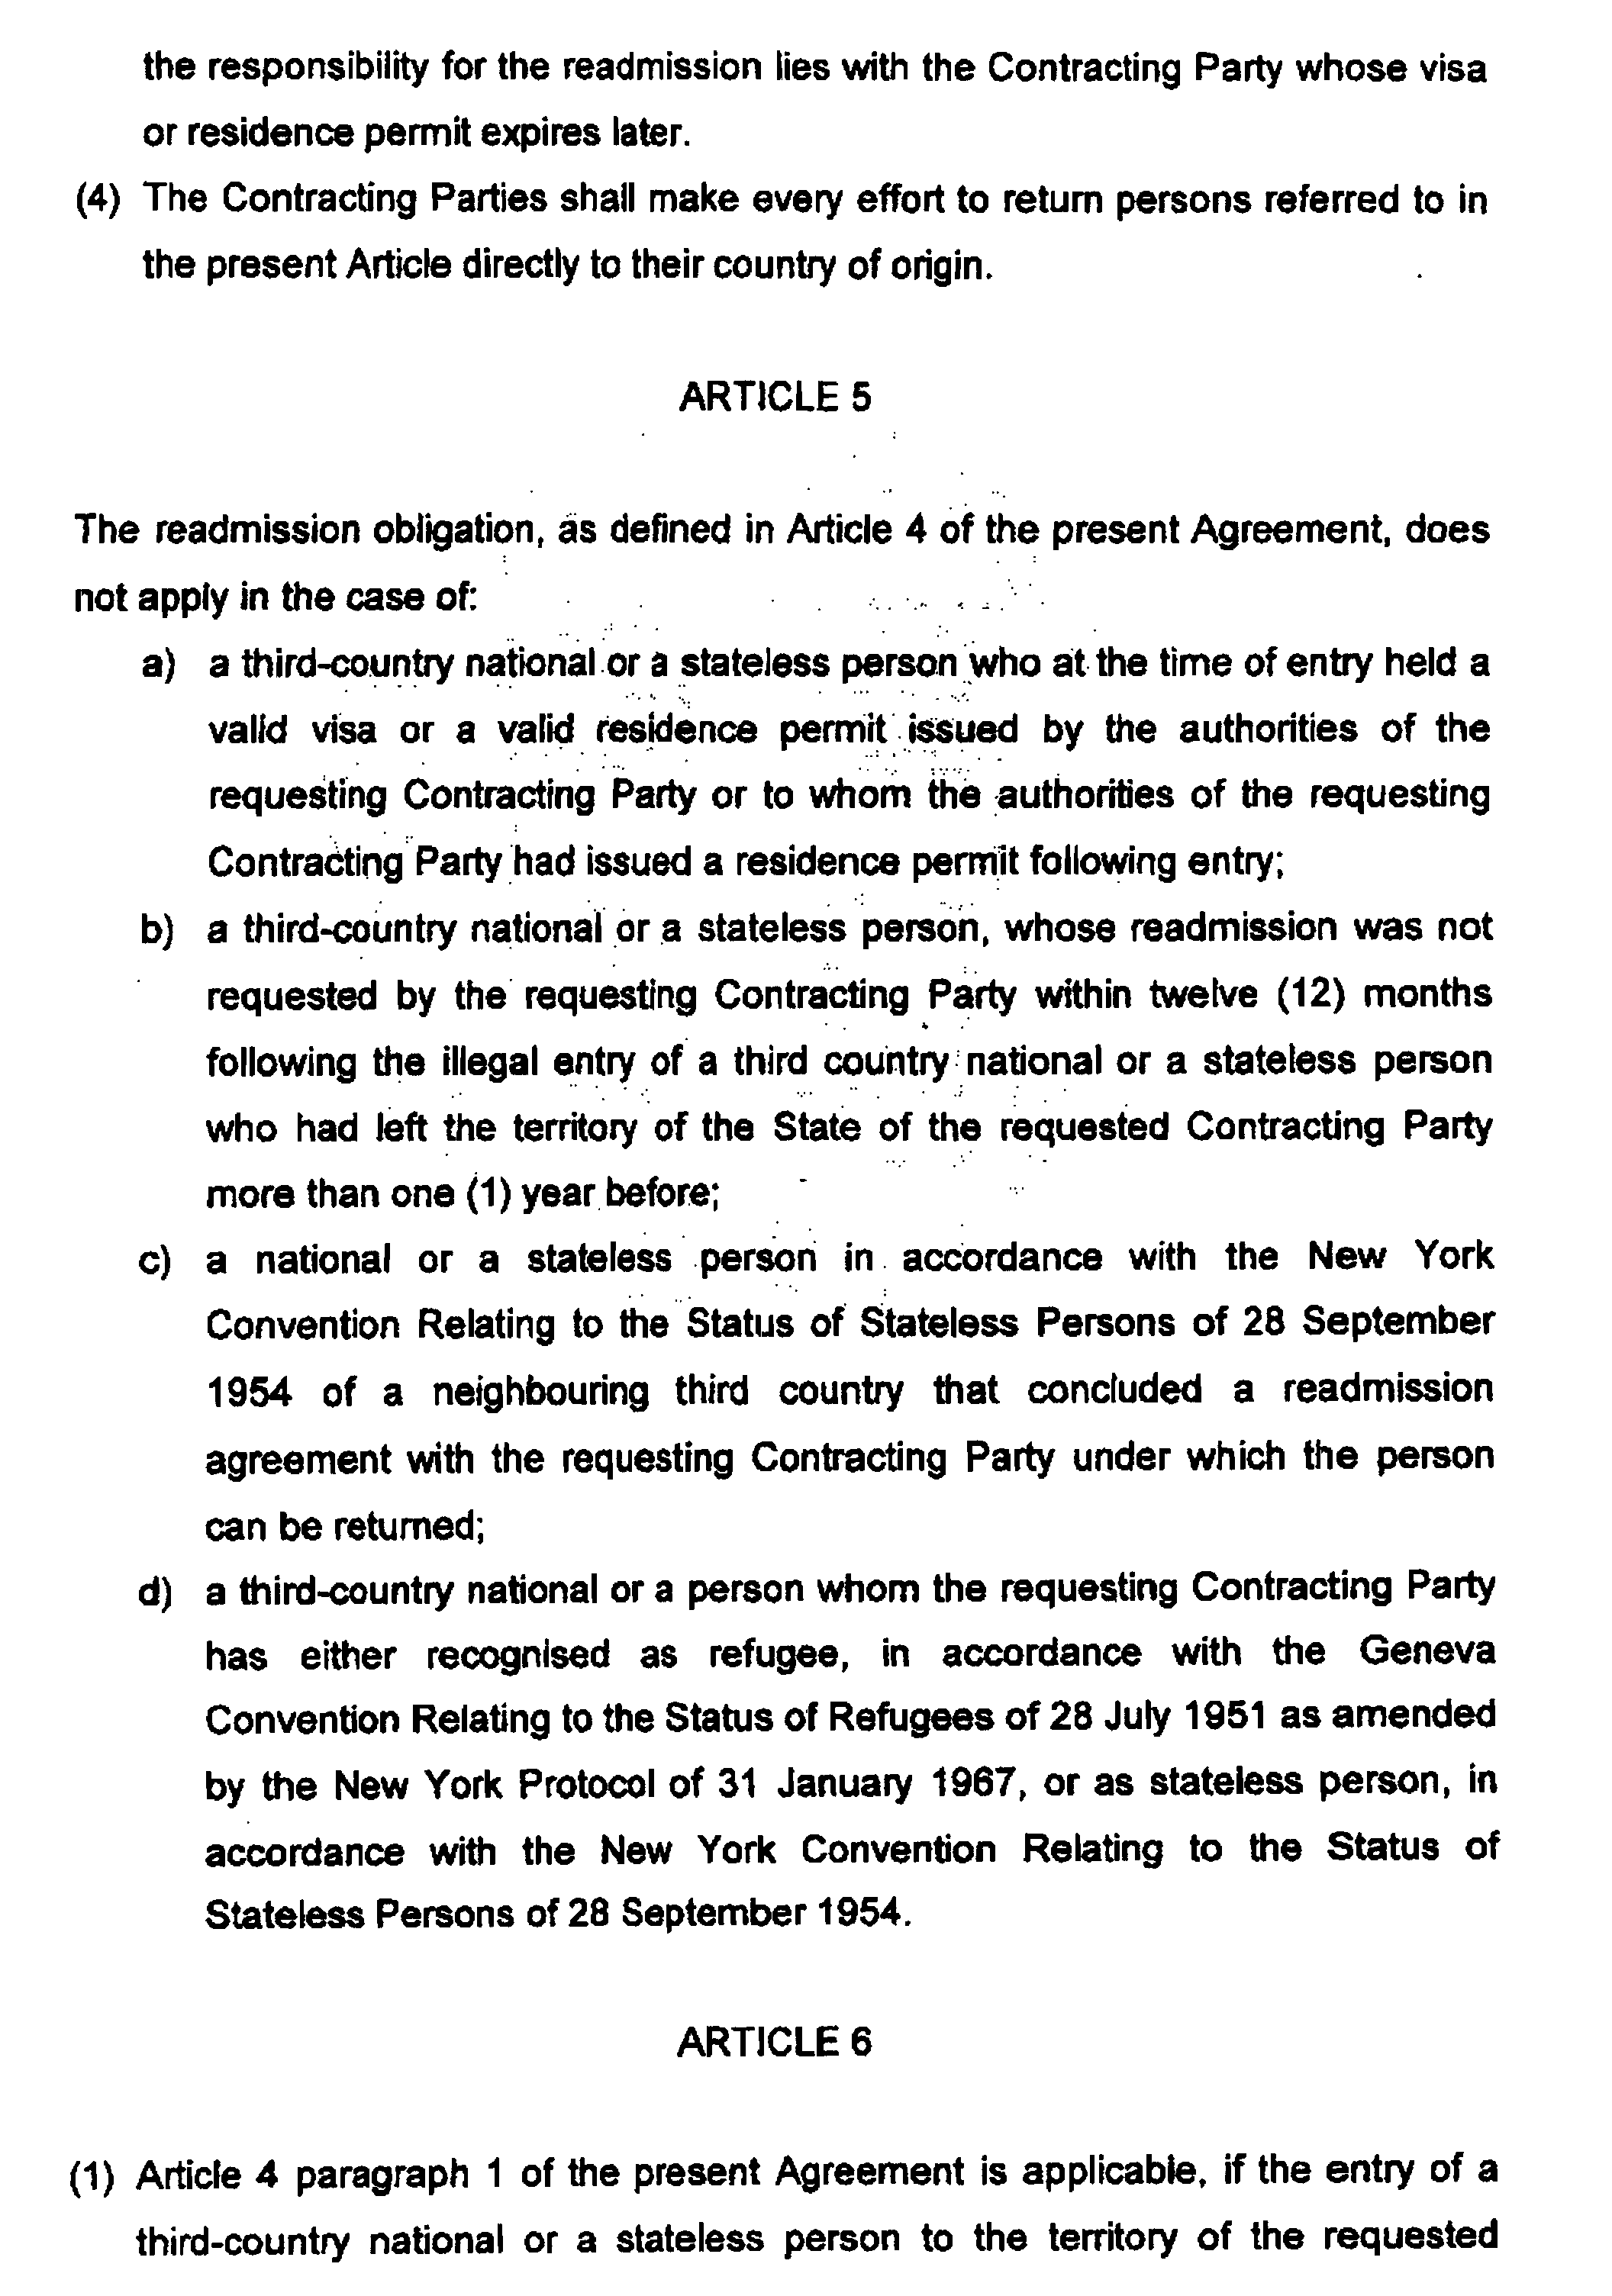 the responsibility for the readmission lies with the Contracting Party whose visa
or residence permit expires later.
(4) The Contracting Parties shall make every effort to return persons referred to in
the present Article directly to their country of origin.
ARTICLE 5
The readmission obligation, as defined in Article 4 of the present Agreement, does
not apply in the case of:
a) a third-country national or a stateless person who at the time of entry held a
valid visa or a valid residence permit issued by the authorities of the
requesting Contracting Party or to whom the authorities of the requesting
Contracting Party had issued a residence permit following entry;
b) a third-country national or a stateless person, whose readmission was not
requested by the requesting Contracting Party within twelve (12) months
following the illegal entry of a third country national or a stateless person
who had left the territory of the State of the requested Contracting Party
more than one (1) year before;
c) a national or a stateless person in accordance with the New York
Convention Relating to the Status of Stateless Persons of 28 September
1954 of a neighbouring third country that concluded a readmission
agreement with the requesting Contracting Party under which the person
can be returned;
d) a third-country national or a person whom the requesting Contracting Party
has either recognised as refugee, in accordance with the Geneva
Convention Relating to the Status of Refugees of 28 July 1951 as amended
by the New York Protocol of 31 January 1967, or as stateless person, in
accordance with the New York Convention Relating to the Status of
Stateless Persons of 28 September 1954.
ARTICLE 6
(1) Article 4 paragraph 1 of the present Agreement is applicable, if the entry of a
third-country national or a stateless person to the territory of the requested